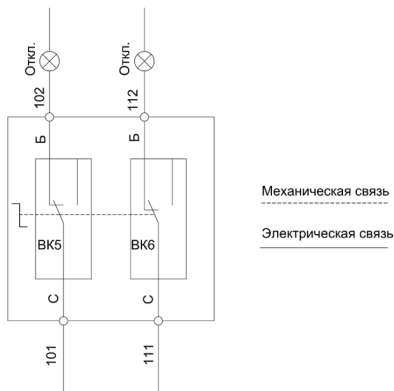 Откл.
Откл.
102
112
Б
Б
Механическая связь
Электрическая связь
ВК5
ВК6
С
С
101
111